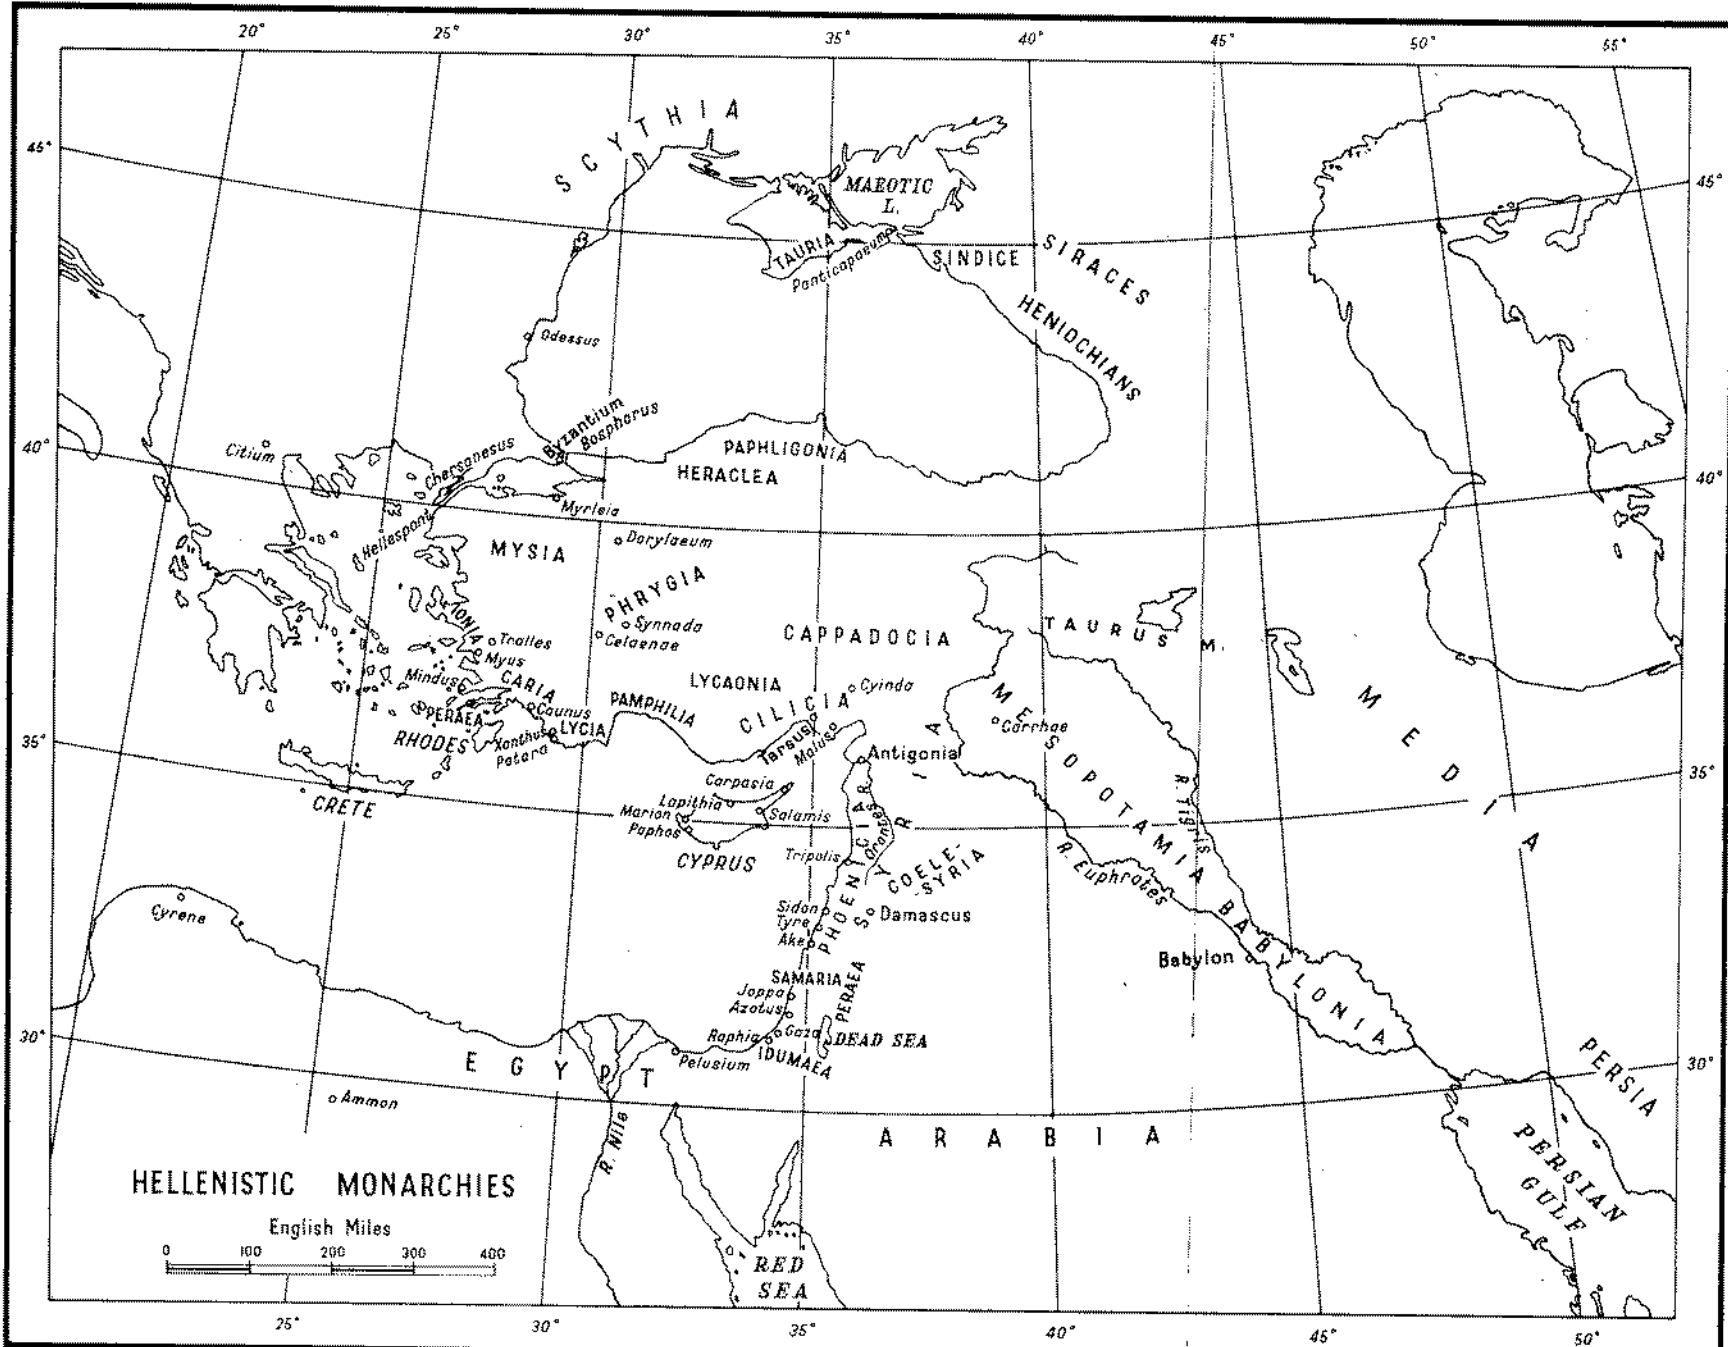 20° 25° 30° 35° 40° 45° 50° 55°
45°
45°
SCYTHIA
MAEOTIC
L.
TAURIA
Panticapaeum
SINDICE
SIRACES
HENIOCHIANS
Odessus
Byzantium
Bospharus
PAPHLIGONIA
HERACLEA
40°
40°
Citium
Chersonesus
Hellespont
Myrleia
MYSIA
Dorylaeum
PHRYGIA
Synnada
Celaenae
IONIA
Tralles
Myus
Mindus
CARIA
Caunus
PERAEA
RHODES
Xanthus
Patara
LYCIA
PAMPHILIA
LYCAONIA
CAPPADOCIA
CILICIA
Cyinda
Tarsus
Malus
Antigonia
TAURUS M.
MESOPOTAMIA
Carrhae
MEDIA
35°
35°
CRETE
Carpasia
Lapithia
Marion
Paphos
Salamis
CYPRUS
R. Orontes
SYRIA
COELE-
-SYRIA
PHOENICIA
Tripolis
Sidon
Tyre
Ake
Damascus
R. Tigris
R. Euphrates
BABYLONIA
Babylon
Cyrene
SAMARIA
Joppa
Azotus
PERAEA
Raphia
Gaza
DEAD SEA
IDUMAEA
Pelusium
30°
30°
EGYPT
Ammon
R. Nile
ARABIA
PERSIA
PERSIAN
GULF
RED
SEA
HELLENISTIC MONARCHIES
English Miles
0 100 200 300 400
25° 30° 35° 40° 45° 50°